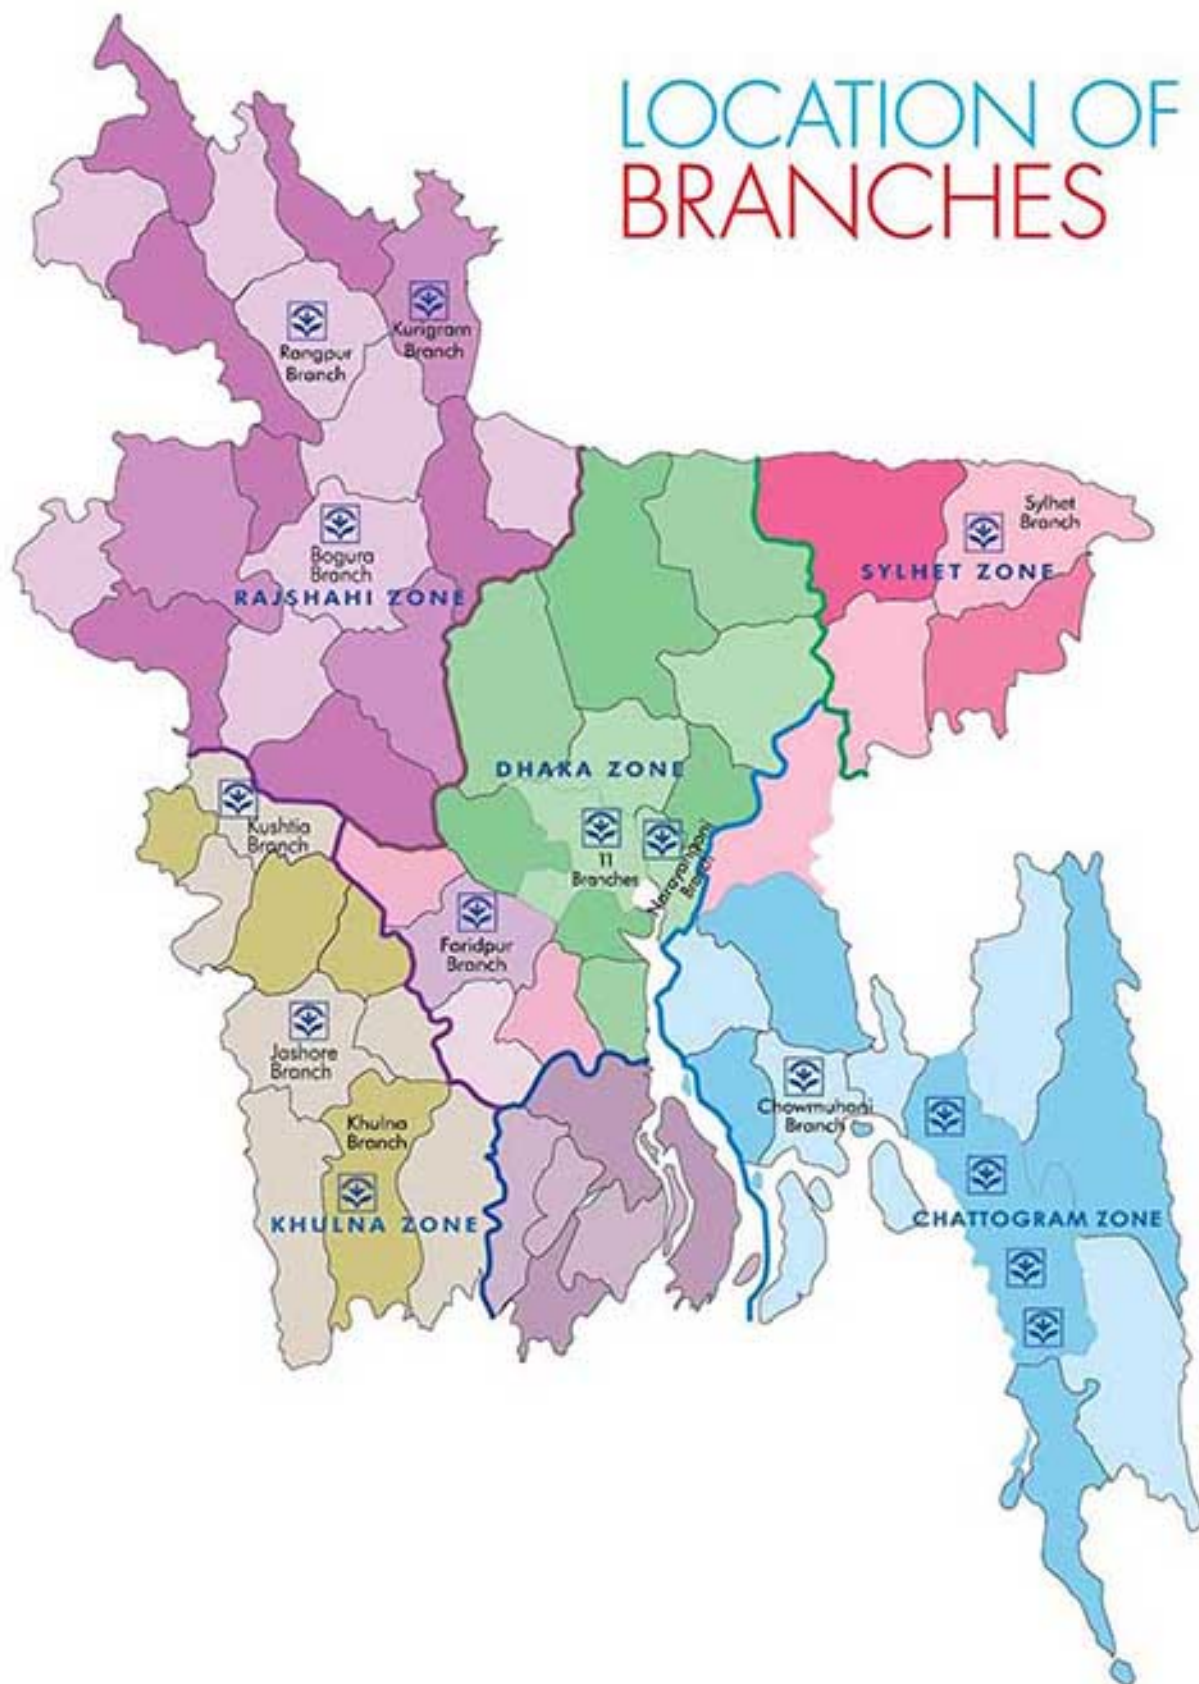 LOCATION OF
BRANCHES
Rangpur
Branch
Kurigram
Branch
Sylhet
Branch
SYLHET ZONE
Bogura
Branch
RAJSHAHI ZONE
DHAKA ZONE
Kushtia
Branch
11
Branches
Narayangonj
Branch
Faridpur
Branch
Jashore
Branch
Khulna
Branch
KHULNA ZONE
Chowmuhani
Branch
CHATTOGRAM ZONE